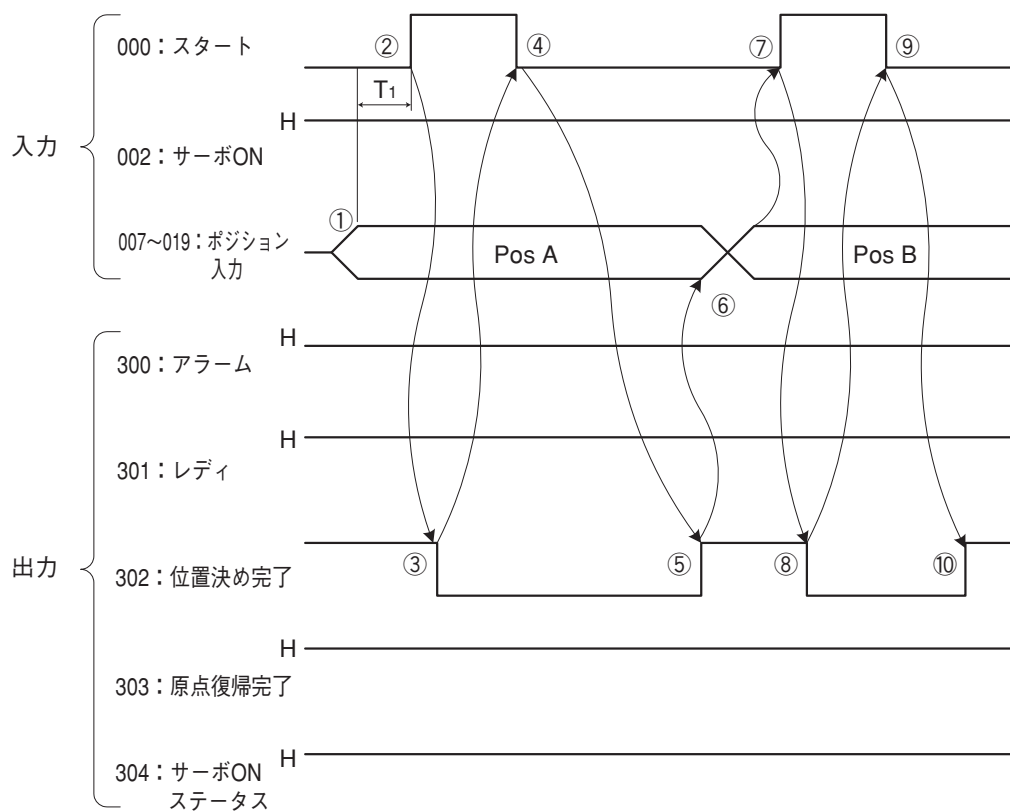 000：スタート
②
④
⑦
⑨
T1
H
入力
002：サーボON
①
007～019：ポジション
入力
Pos A
Pos B
⑥
H
300：アラーム
H
301：レディ
出力
③
⑤
⑧
⑩
302：位置決め完了
H
303：原点復帰完了
H
304：サーボON
ステータス